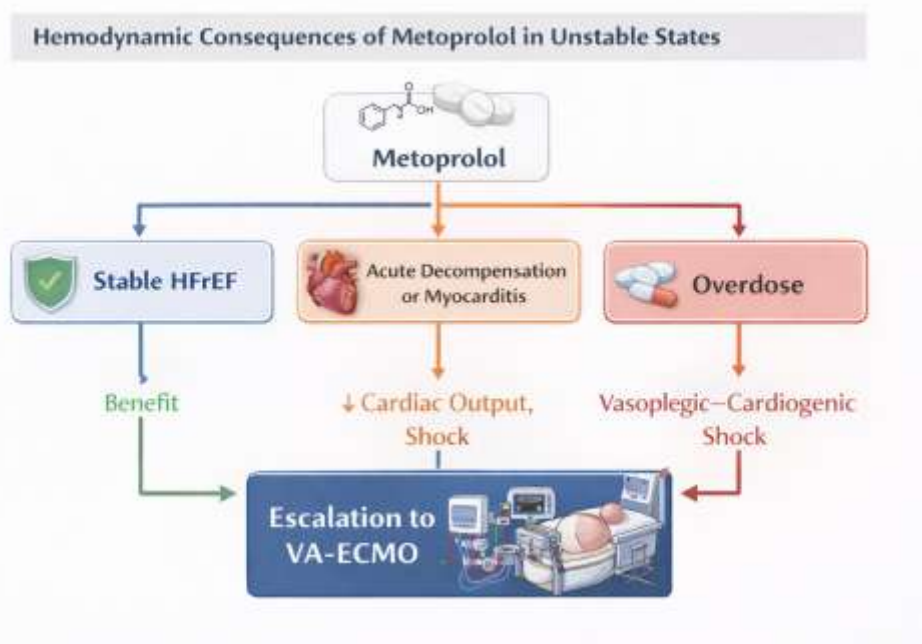 Hemodynamic Consequences of Metoprolol in Unstable States
O
OH
Metoprolol
Stable HFrEF
Acute Decompensation
or Myocarditis
Overdose
Benefit
↓ Cardiac Output,
Shock
Vasoplegic–Cardiogenic
Shock
Escalation to
VA-ECMO